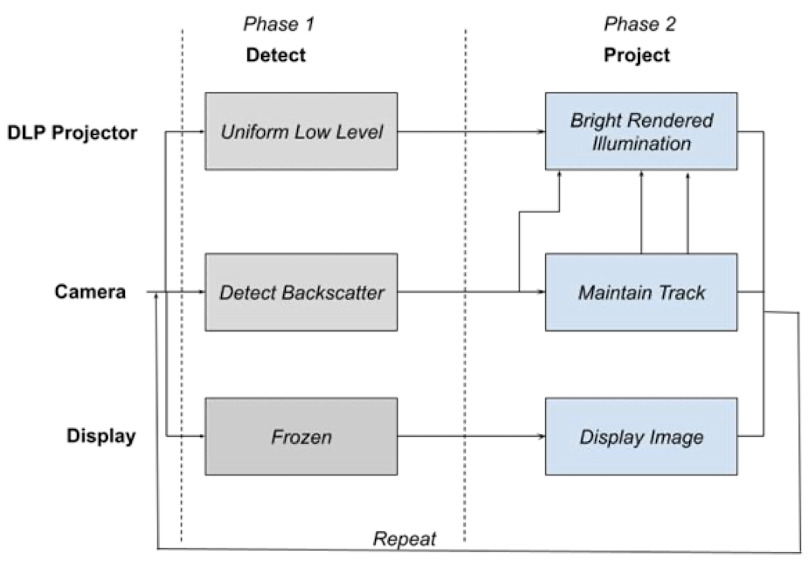 Phase 1
Phase 2
Detect
Project
DLP Projector
Uniform Low Level
Bright Rendered
Illumination
Camera
Detect Backscatter
Maintain Track
Display
Frozen
Display Image
Repeat